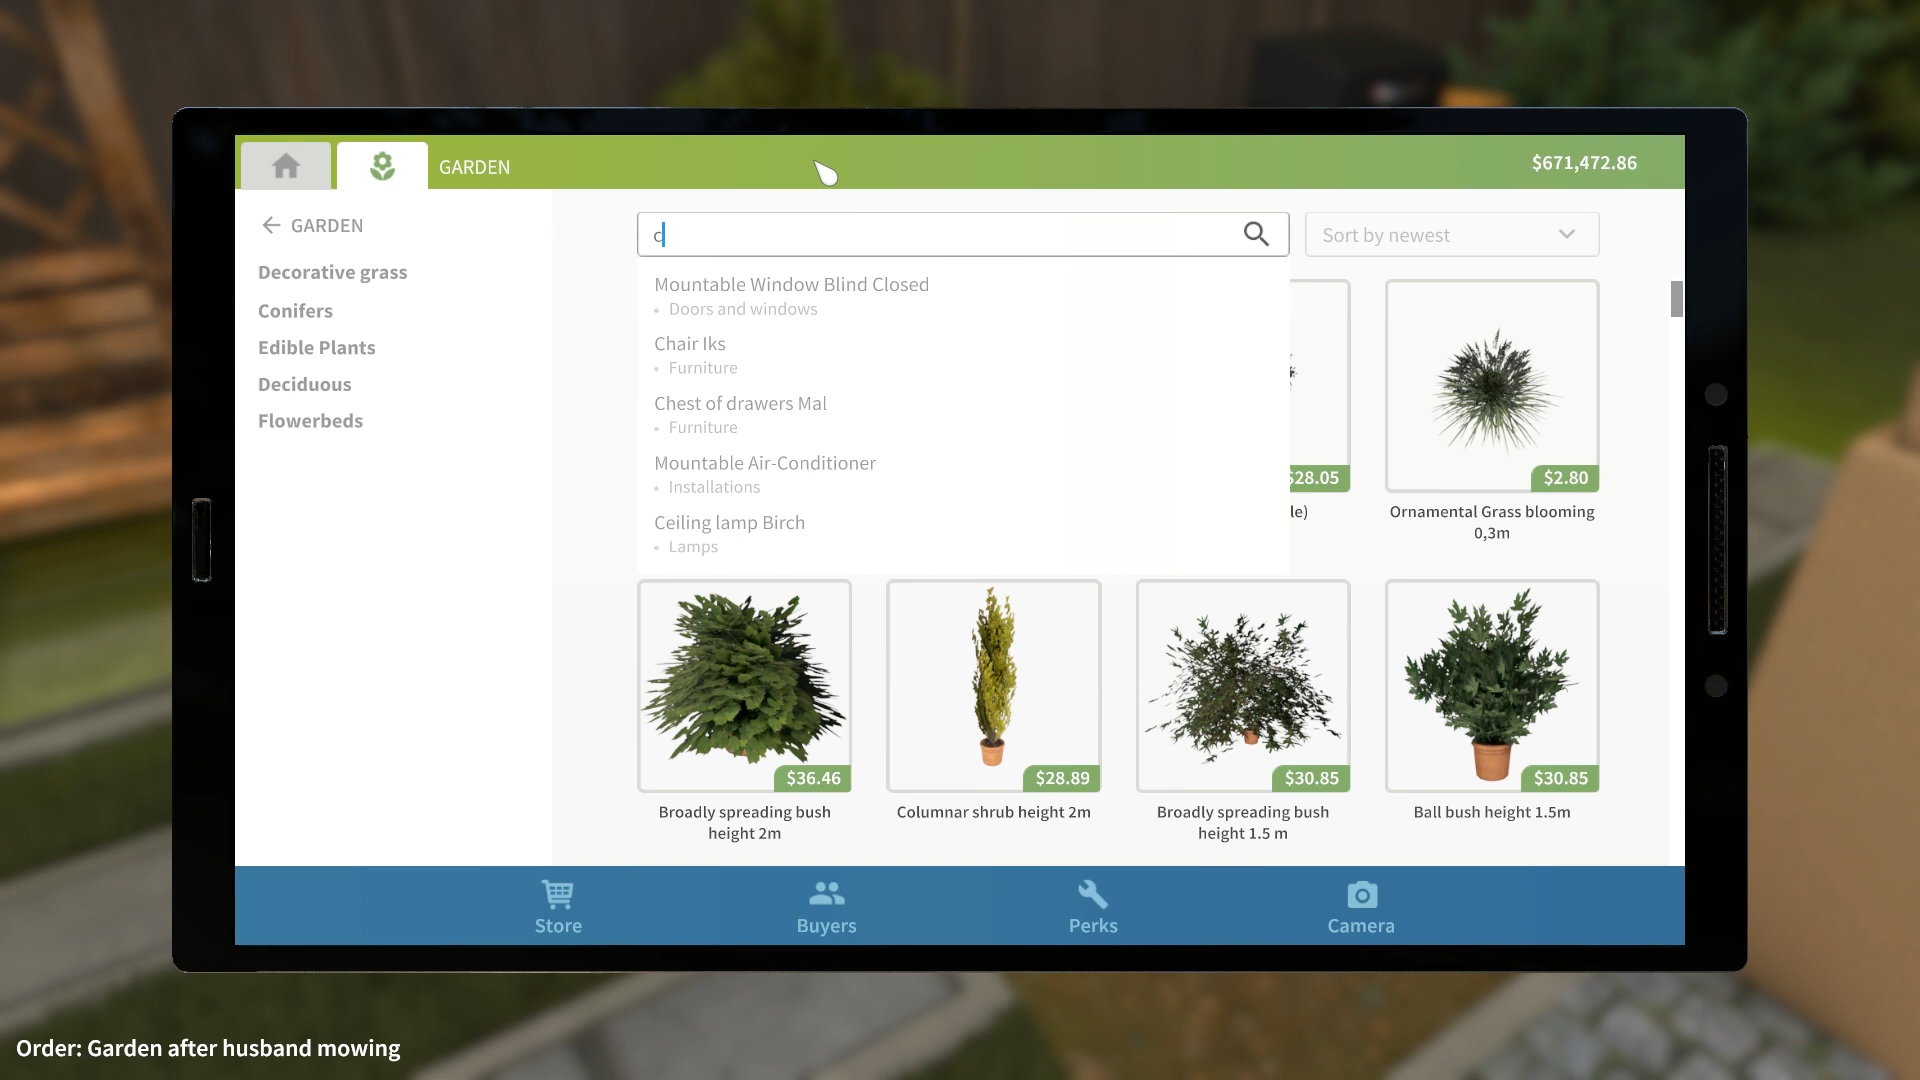 GARDEN
$671,472.86
GARDEN
Decorative grass
Conifers
Edible Plants
Deciduous
Flowerbeds
c
Sort by newest
Mountable Window Blind Closed
• Doors and windows
Chair Iks
• Furniture
Chest of drawers Mal
• Furniture
Mountable Air-Conditioner
• Installations
Ceiling lamp Birch
• Lamps
$28.05
le)
$2.80
Ornamental Grass blooming
0,3m
$36.46
Broadly spreading bush
height 2m
$28.89
Columnar shrub height 2m
$30.85
Broadly spreading bush
height 1.5 m
$30.85
Ball bush height 1.5m
Store
Buyers
Perks
Camera
Order: Garden after husband mowing